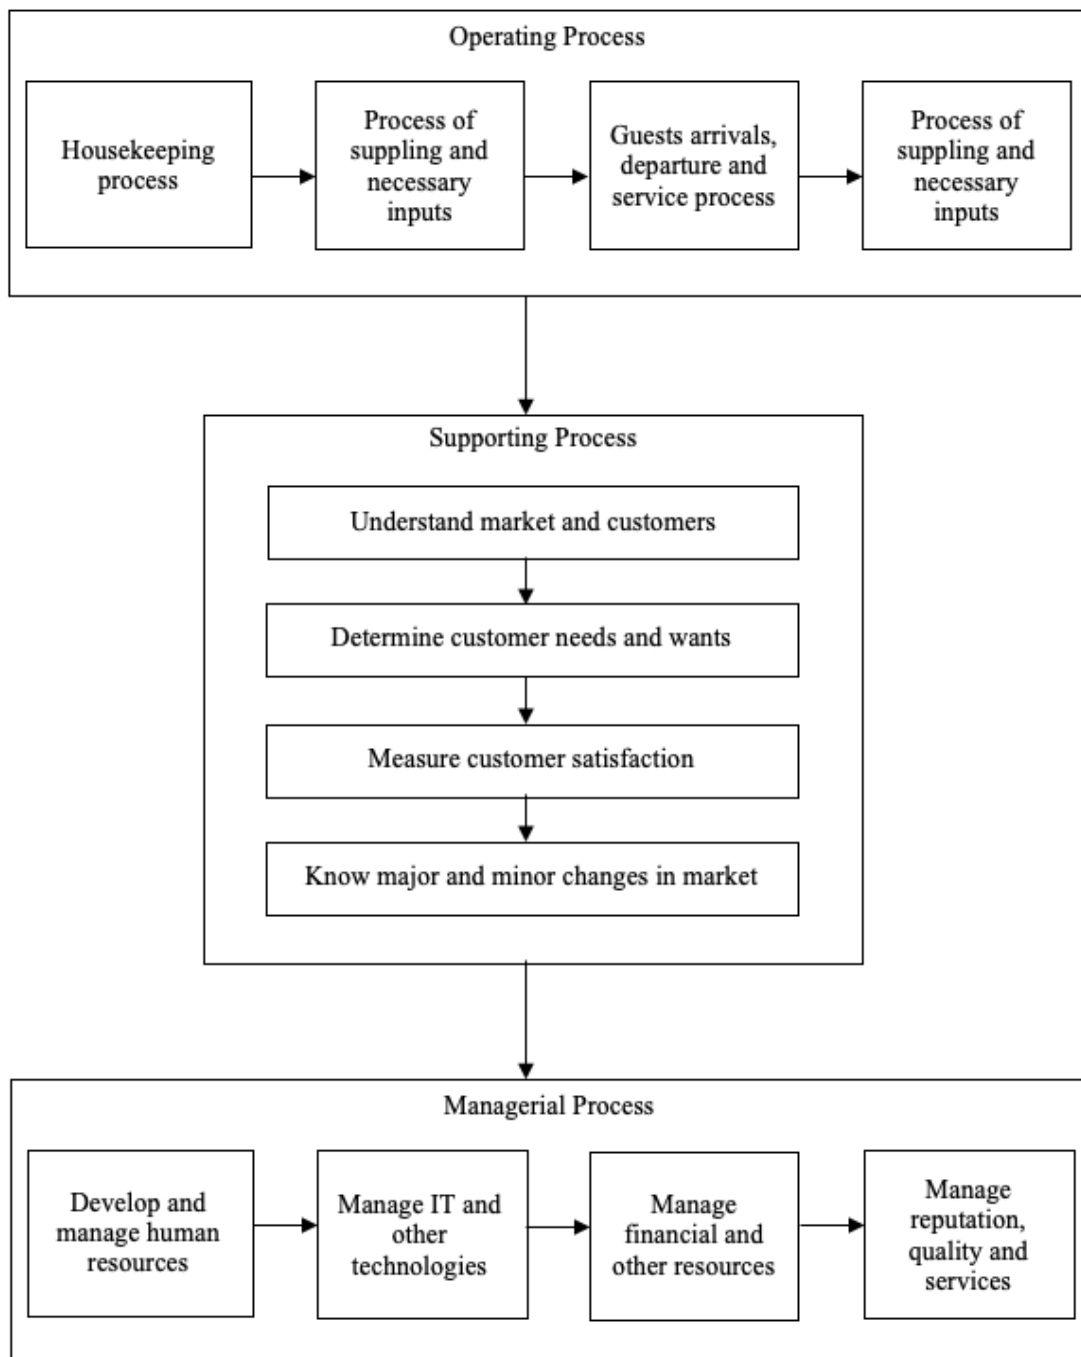 Operating Process
Housekeeping
process
Process of
suppling and
necessary
inputs
Guests arrivals,
departure and
service process
Process of
suppling and
necessary
inputs
Supporting Process
Understand market and customers
Determine customer needs and wants
Measure customer satisfaction
Know major and minor changes in market
Managerial Process
Develop and
manage human
resources
Manage IT and
other
technologies
Manage
financial and
other resources
Manage
reputation,
quality and
services